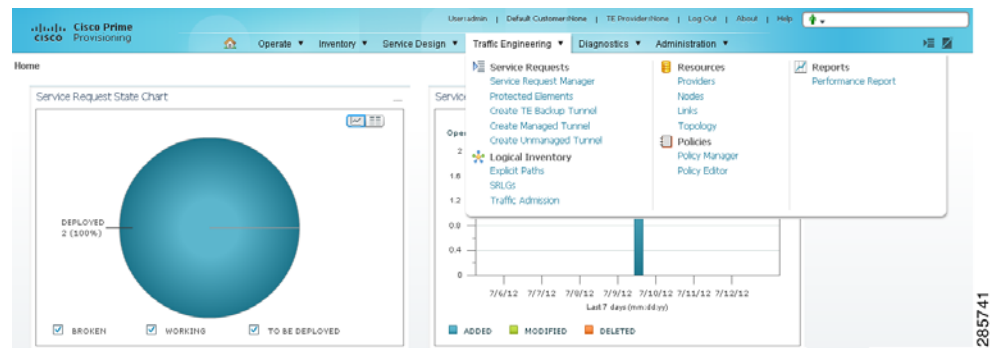 User: admin | Default Customer: None | TE Provider: None | Log Out | About | Help
Cisco Prime
CISCO Provisioning
Operate ▼ Inventory ▼ Service Design ▼ Traffic Engineering ▼ Diagnostics ▼ Administration ▼
Home
Service Requests
Service Request Manager
Protected Elements
Create TE Backup Tunnel
Create Managed Tunnel
Create Unmanaged Tunnel
Logical Inventory
Explicit Paths
SRLGs
Traffic Admission
Resources
Providers
Nodes
Links
Topology
Policies
Policy Manager
Policy Editor
Reports
Performance Report
Service Request State Chart
DEPLOYED
2 (100%)
BROKEN WORKING TO BE DEPLOYED
Service
Oper
2
1.6
1.2
0.8
0.4
0
7/6/12 7/7/12 7/8/12 7/9/12 7/10/12 7/11/12 7/12/12
Last 7 days (mm:dd:yy)
ADDED MODIFIED DELETED
285741